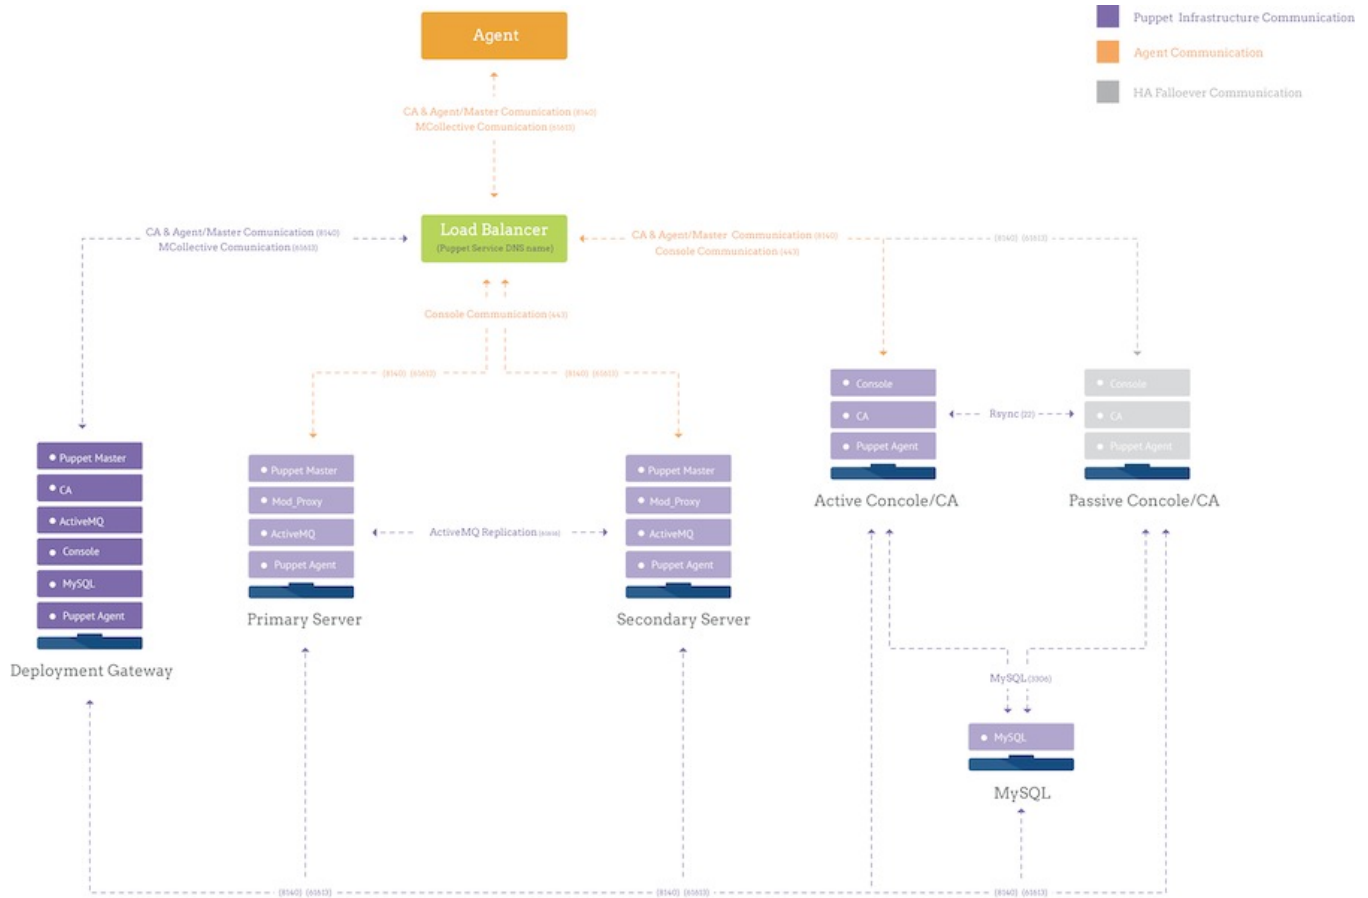 Agent
Puppet Infrastructure Communication
Agent Communication
HA Falloever Communication
CA & Agent/Master Comunication (8140)
MCollective Comunication (61613)
Load Balancer
(Puppet Service DNS name)
CA & Agent/Master Comunication (8140)
MCollective Comunication (61613)
CA & Agent/Master Communication (8140)
Console Communication (443)
(8140) (61613)
Console Communication (443)
(8140) (61613)
(8140) (61613)
Console
CA
Puppet Agent
Active Concole/CA
Rsync (22)
Console
CA
Puppet Agent
Passive Concole/CA
Puppet Master
CA
ActiveMQ
Console
MySQL
Puppet Agent
Deployment Gateway
Puppet Master
Mod_Proxy
ActiveMQ
Puppet Agent
Primary Server
ActiveMQ Replication
Puppet Master
Mod_Proxy
ActiveMQ
Puppet Agent
Secondary Server
MySQL (3306)
MySQL
MySQL
(8140) (61613)
(8140) (61613)
(8140) (61613)